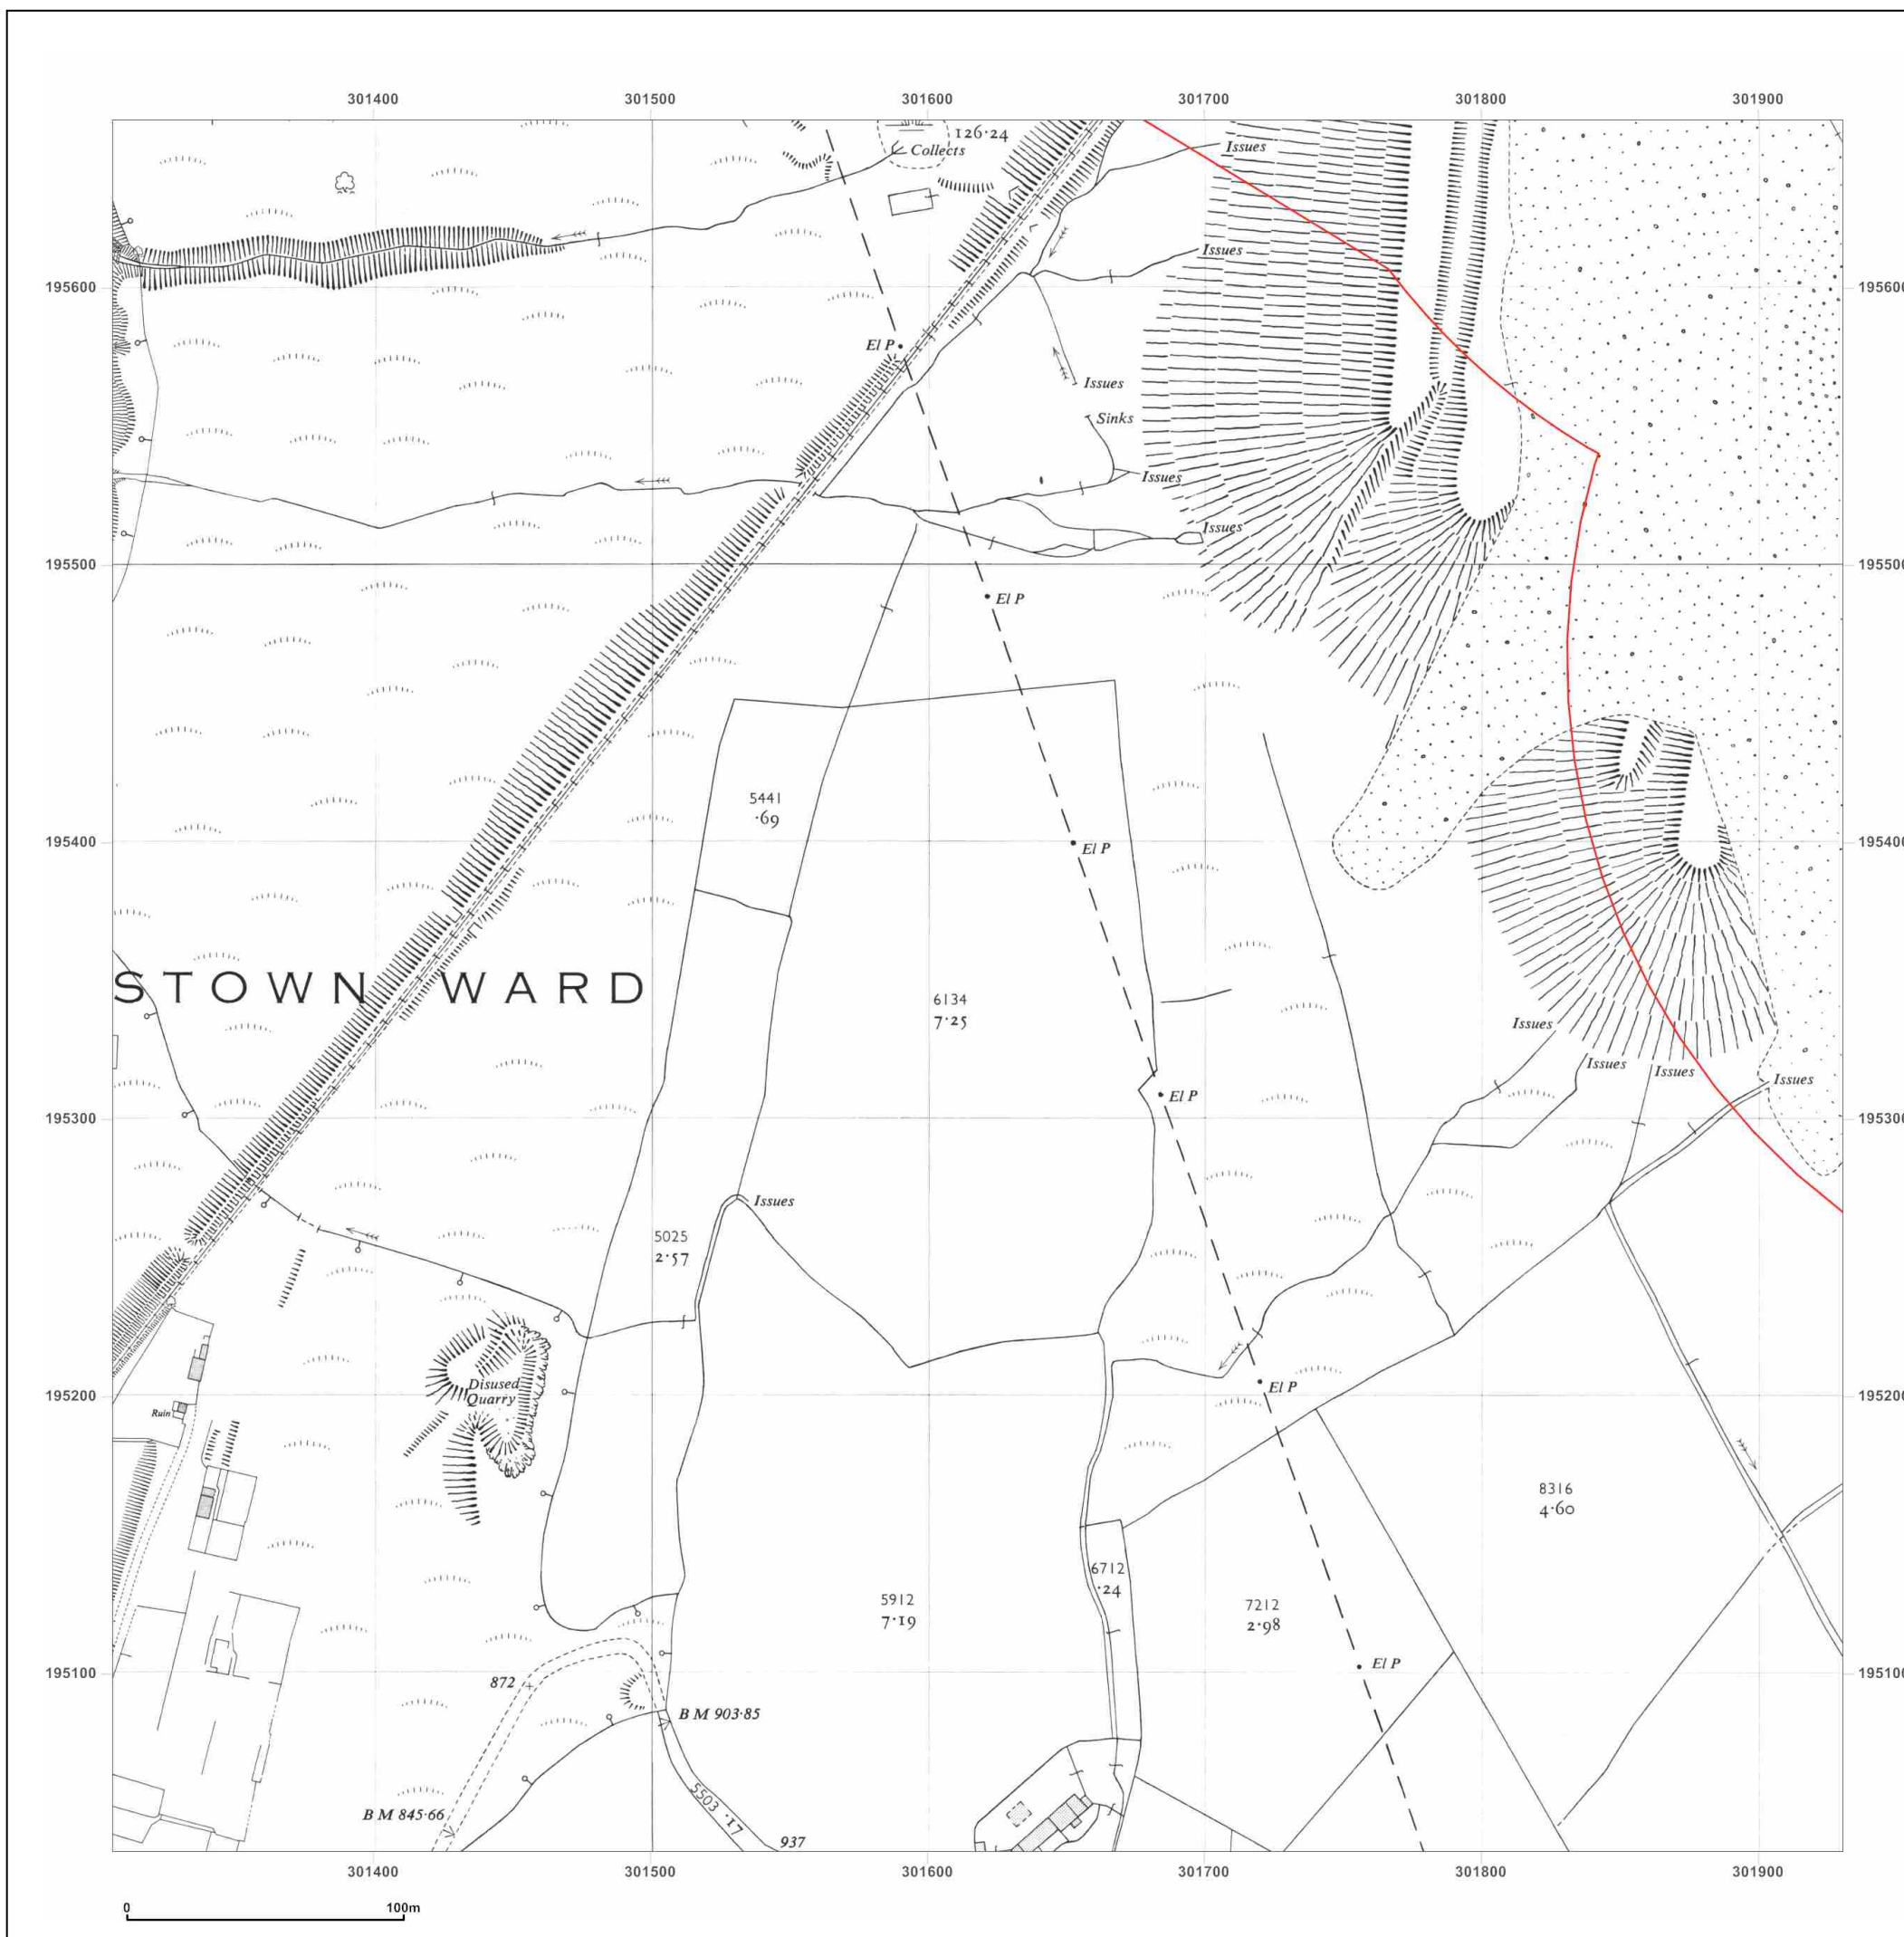 301400 301500 301600 301700 301800 301900
126·24
Collects
Issues
Issues
195600 195600
El P
Issues
Sinks
Issues
Issues
195500 195500
El P
5441
·69
195400 195400
El P
STOWN WARD
6134
7·25
Issues
Issues
Issues
Issues
El P
195300 195300
Issues
5025
2·57
Disused
Quarry
El P
195200 195200
Ruin
8316
4·60
6712
·24
5912
7·19
7212
2·98
El P
195100 195100
872
B M 903·85
5503 ·17
B M 845·66
937
301400 301500 301600 301700 301800 301900
0 100m